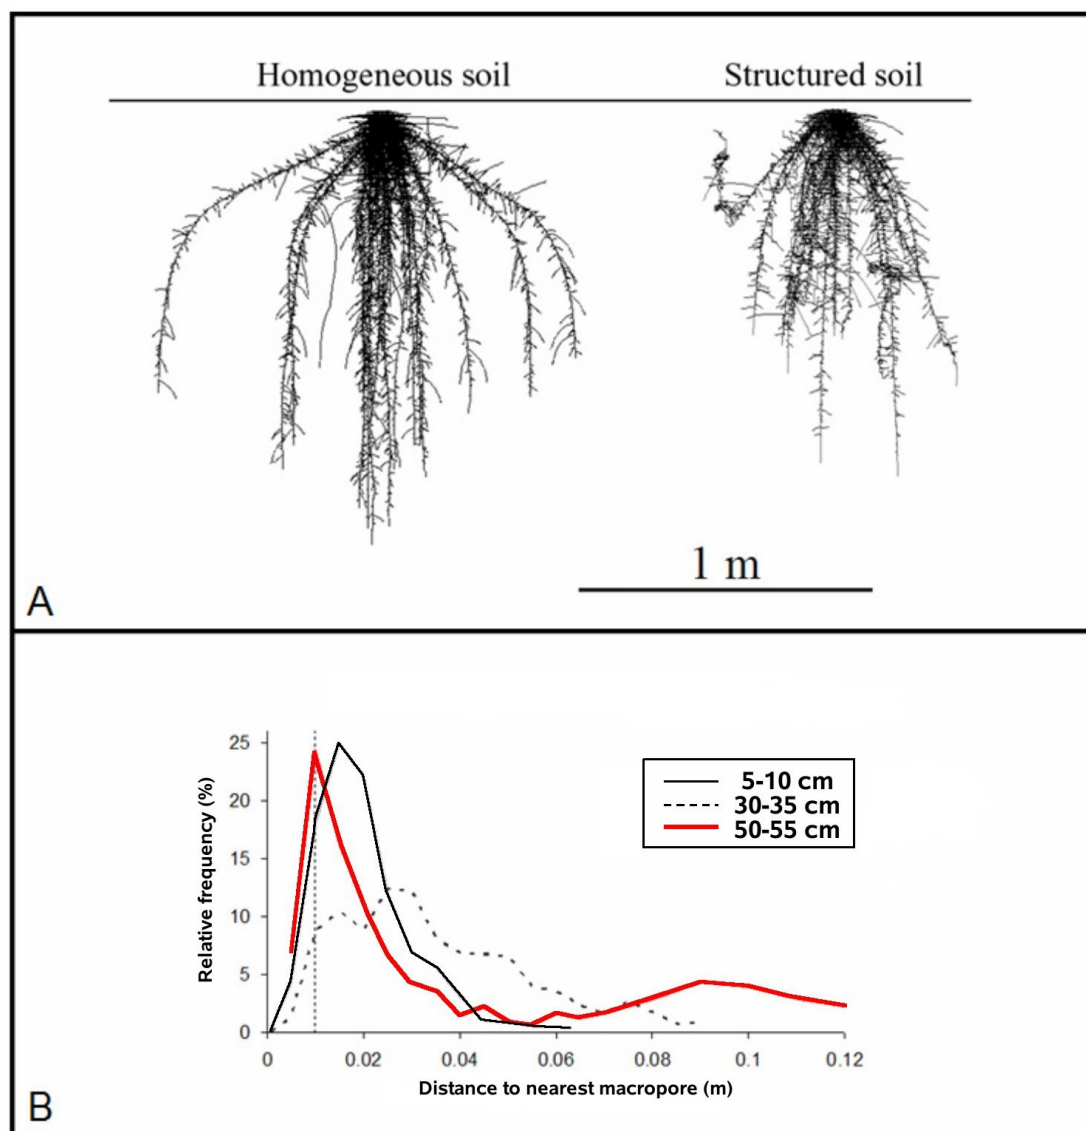 Homogeneous soil
Structured soil
1 m
A
25
20
15
10
5
0
Relative frequency (%)
5-10 cm
30-35 cm
50-55 cm
0 0.02 0.04 0.06 0.08 0.1 0.12
Distance to nearest macropore (m)
B